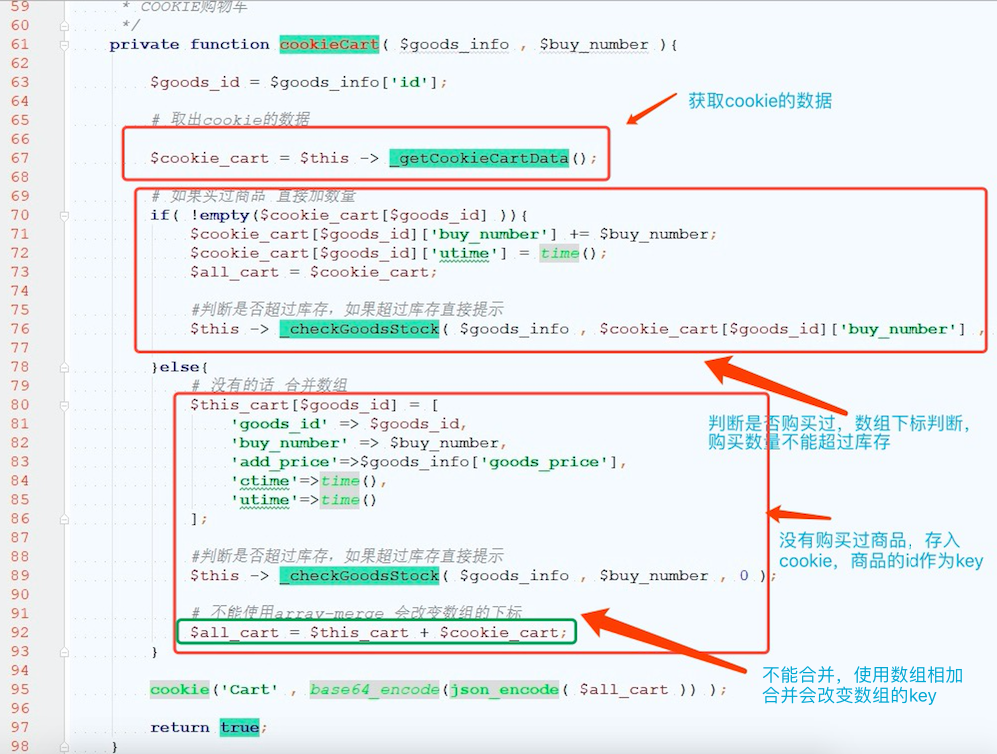 59 * COOKIE购物车
60 */
61 private function cookieCart( $goods_info , $buy_number ){
62
63 $goods_id = $goods_info['id'];
64
获取cookie的数据
65 # 取出cookie的数据
66
67 $cookie_cart = $this -> _getCookieCartData();
68
69 # 如果买过商品 直接加数量
70 if( !empty($cookie_cart[$goods_id] )){
71 $cookie_cart[$goods_id]['buy_number'] += $buy_number;
72 $cookie_cart[$goods_id]['utime'] = time();
73 $all_cart = $cookie_cart;
74
75 #判断是否超过库存，如果超过库存直接提示
76 $this -> _checkGoodsStock( $goods_info , $cookie_cart[$goods_id]['buy_number'] ,
77
78 }else{
79 # 没有的话 合并数组
80 $this_cart[$goods_id] = [
81 'goods_id' => $goods_id,
判断是否购买过，数组下标判断，
82 'buy_number' => $buy_number,
购买数量不能超过库存
83 'add_price'=>$goods_info['goods_price'],
84 'ctime'=>time(),
85 'utime'=>time()
86 ];
87
没有购买过商品，存入
88 #判断是否超过库存，如果超过库存直接提示
cookie，商品的id作为key
89 $this -> _checkGoodsStock( $goods_info , $buy_number , 0 );
90
91 # 不能使用array-merge 会改变数组的下标
92 $all_cart = $this_cart + $cookie_cart;
93 }
94
不能合并，使用数组相加
95 cookie('Cart' , base64_encode(json_encode( $all_cart )) );
合并会改变数组的key
96
97 return true;
98 }